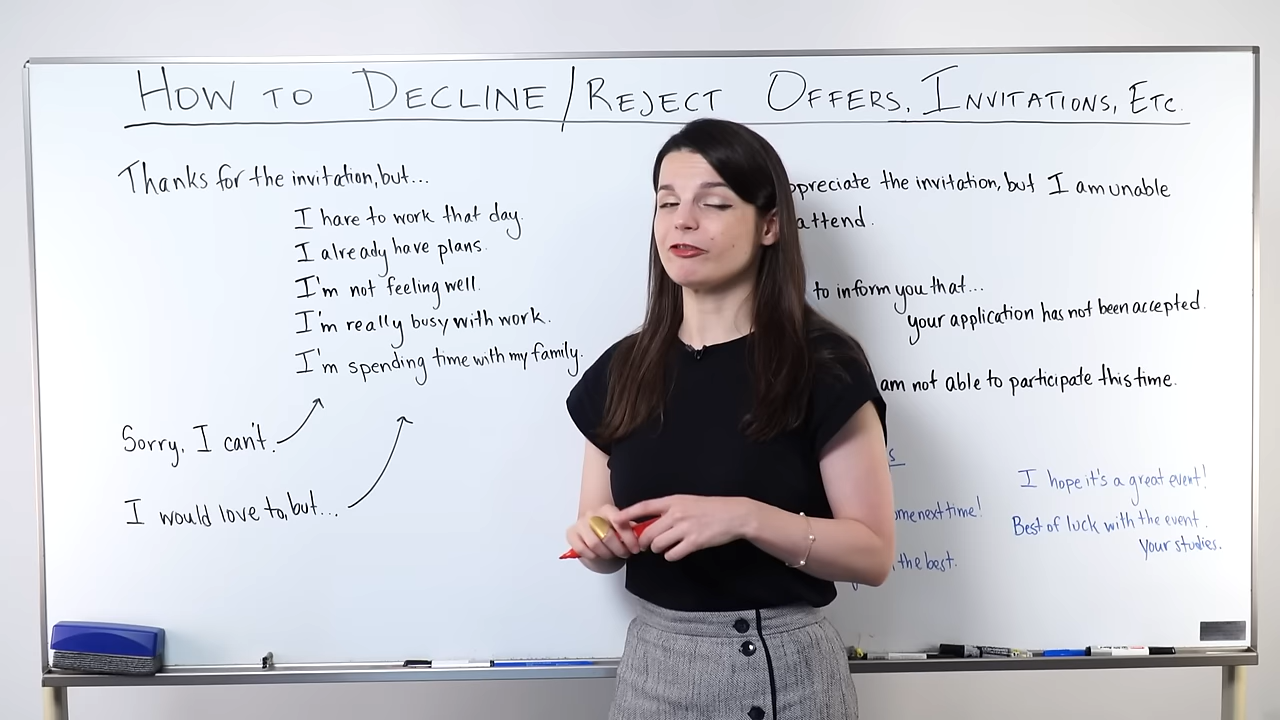 HOW TO DECLINE/REJECT OFFERS, INVITATIONS, ETC.
Thanks for the invitation, but...
I have to work that day.
I already have plans.
I'm not feeling well.
I'm really busy with work.
I'm spending time with my family.
Sorry, I can't.
I would love to, but...
the invitation, but I am unable
attend.
to inform you that...
your application has not been accepted.
am not able to participate this time.
next time!
the best.
I hope it's a great event!
Best of luck with the event.
your studies.